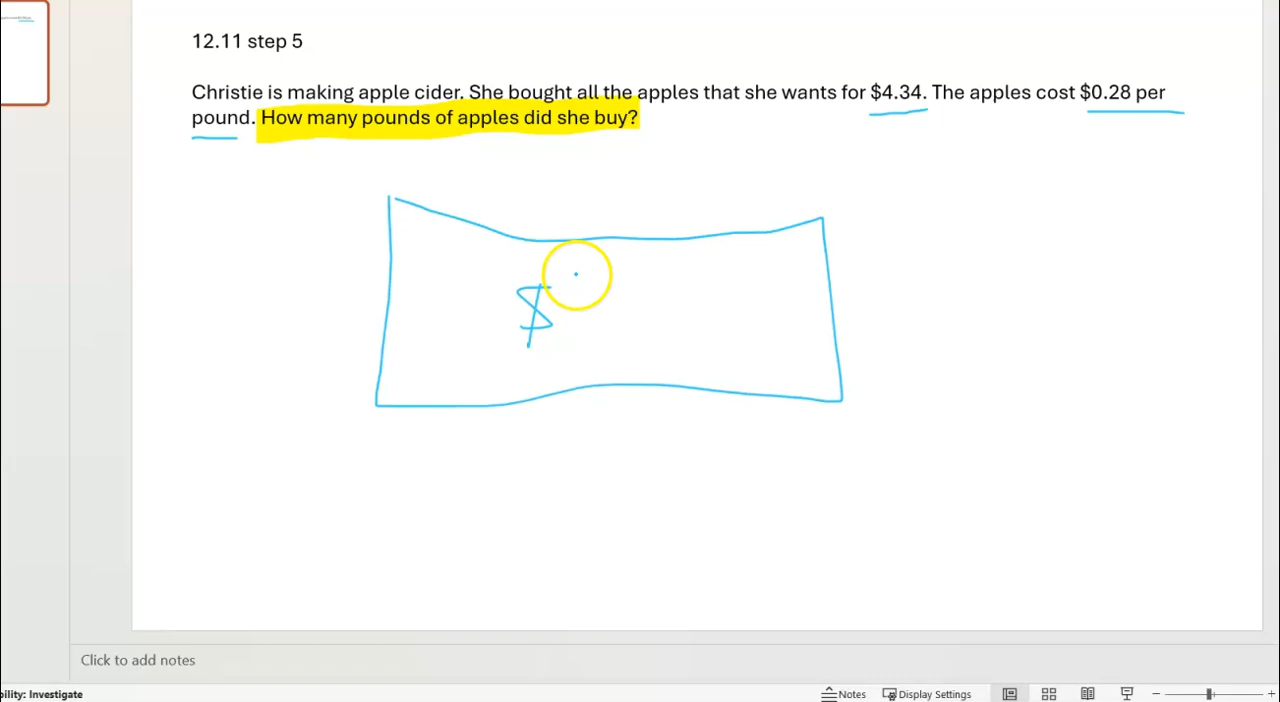 12.11 step 5
Christie is making apple cider. She bought all the apples that she wants for $4.34. The apples cost $0.28 per
pound. How many pounds of apples did she buy?
$
Click to add notes
bility: Investigate
Notes
Display Settings